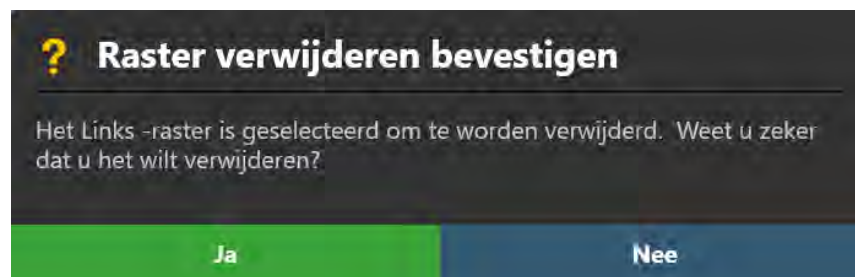 ? Raster verwijderen bevestigen
Het Links -raster is geselecteerd om te worden verwijderd.  Weet u zeker
dat u het wilt verwijderen?
Ja
Nee